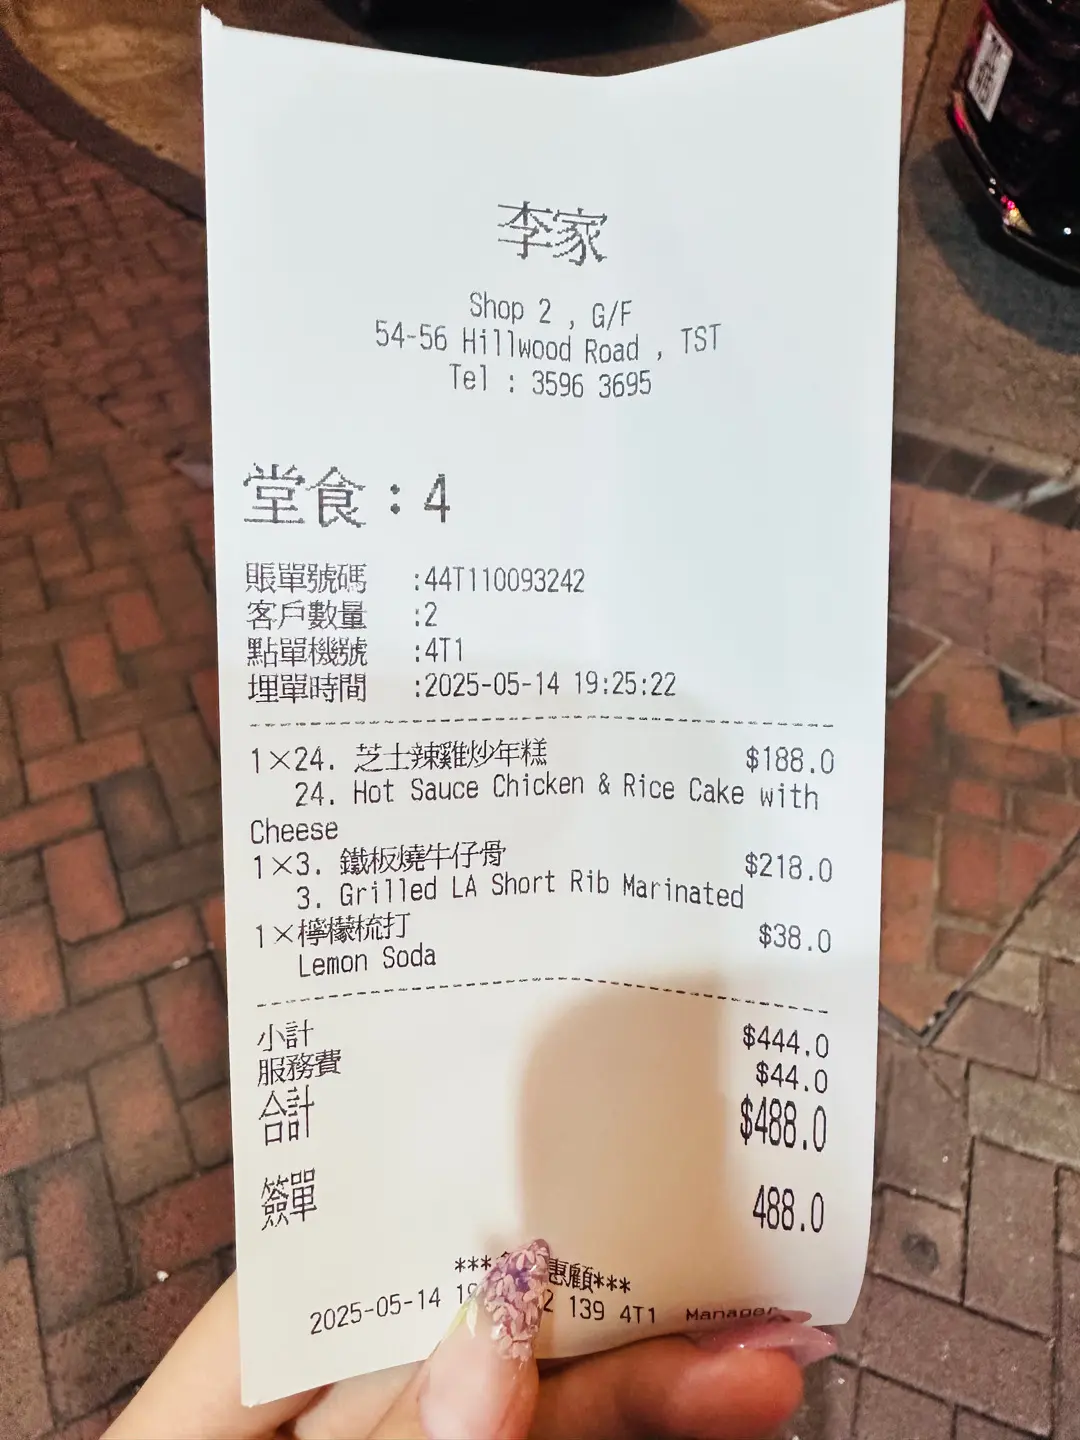 李家
Shop 2 , G/F
54-56 Hillwood Road , TST
Tel : 3596 3695
堂食：4
賬單號碼 :44T110093242
客戶數量 :2
點單機號 :4T1
埋單時間 :2025-05-14 19:25:22
1×24. 芝士辣雞炒年糕 $188.0
24. Hot Sauce Chicken & Rice Cake with
Cheese
1×3. 鐵板燒牛仔骨 $218.0
3. Grilled LA Short Rib Marinated
1×檸檬梳打 $38.0
Lemon Soda
小計 $444.0
服務費 $44.0
合計 $488.0
簽單 488.0
*** 惠顧***
2025-05-14 139 4T1 Manager